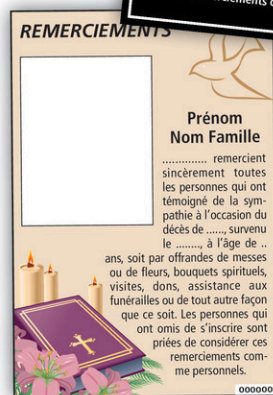 REMERCIEMENTS
Prénom
Nom Famille
.............. remercient
sincèrement toutes
les personnes qui ont
témoigné de la sym-
pathie à l'occasion du
décès de ......, survenu
le ........, à l'âge de ..
ans, soit par offrandes de messes
ou de fleurs, bouquets spirituels,
visites, dons, assistance aux
funérailles ou de tout autre façon
que ce soit. Les personnes qui
ont omis de s'inscrire sont
priées de considérer ces
remerciements com-
me personnels.
000000